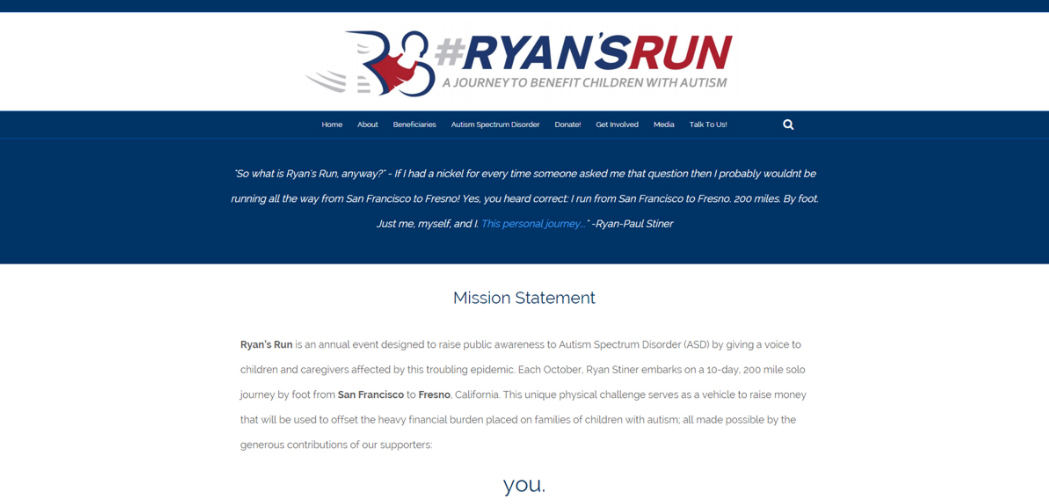 #RYAN'SRUN
A JOURNEY TO BENEFIT CHILDREN WITH AUTISM
Home About Beneficiaries Autism Spectrum Disorder Donate! Get Involved Media Talk To Us!
"So what is Ryan's Run, anyway?" - If I had a nickel for every time someone asked me that question then I probably wouldnt be
running all the way from San Francisco to Fresno! Yes, you heard correct: I run from San Francisco to Fresno. 200 miles. By foot.
Just me, myself, and I. This personal journey..." -Ryan-Paul Stiner
Mission Statement
Ryan's Run is an annual event designed to raise public awareness to Autism Spectrum Disorder (ASD) by giving a voice to
children and caregivers affected by this troubling epidemic. Each October, Ryan Stiner embarks on a 10-day, 200 mile solo
journey by foot from San Francisco to Fresno, California. This unique physical challenge serves as a vehicle to raise money
that will be used to offset the heavy financial burden placed on families of children with autism; all made possible by the
generous contributions of our supporters:
you.